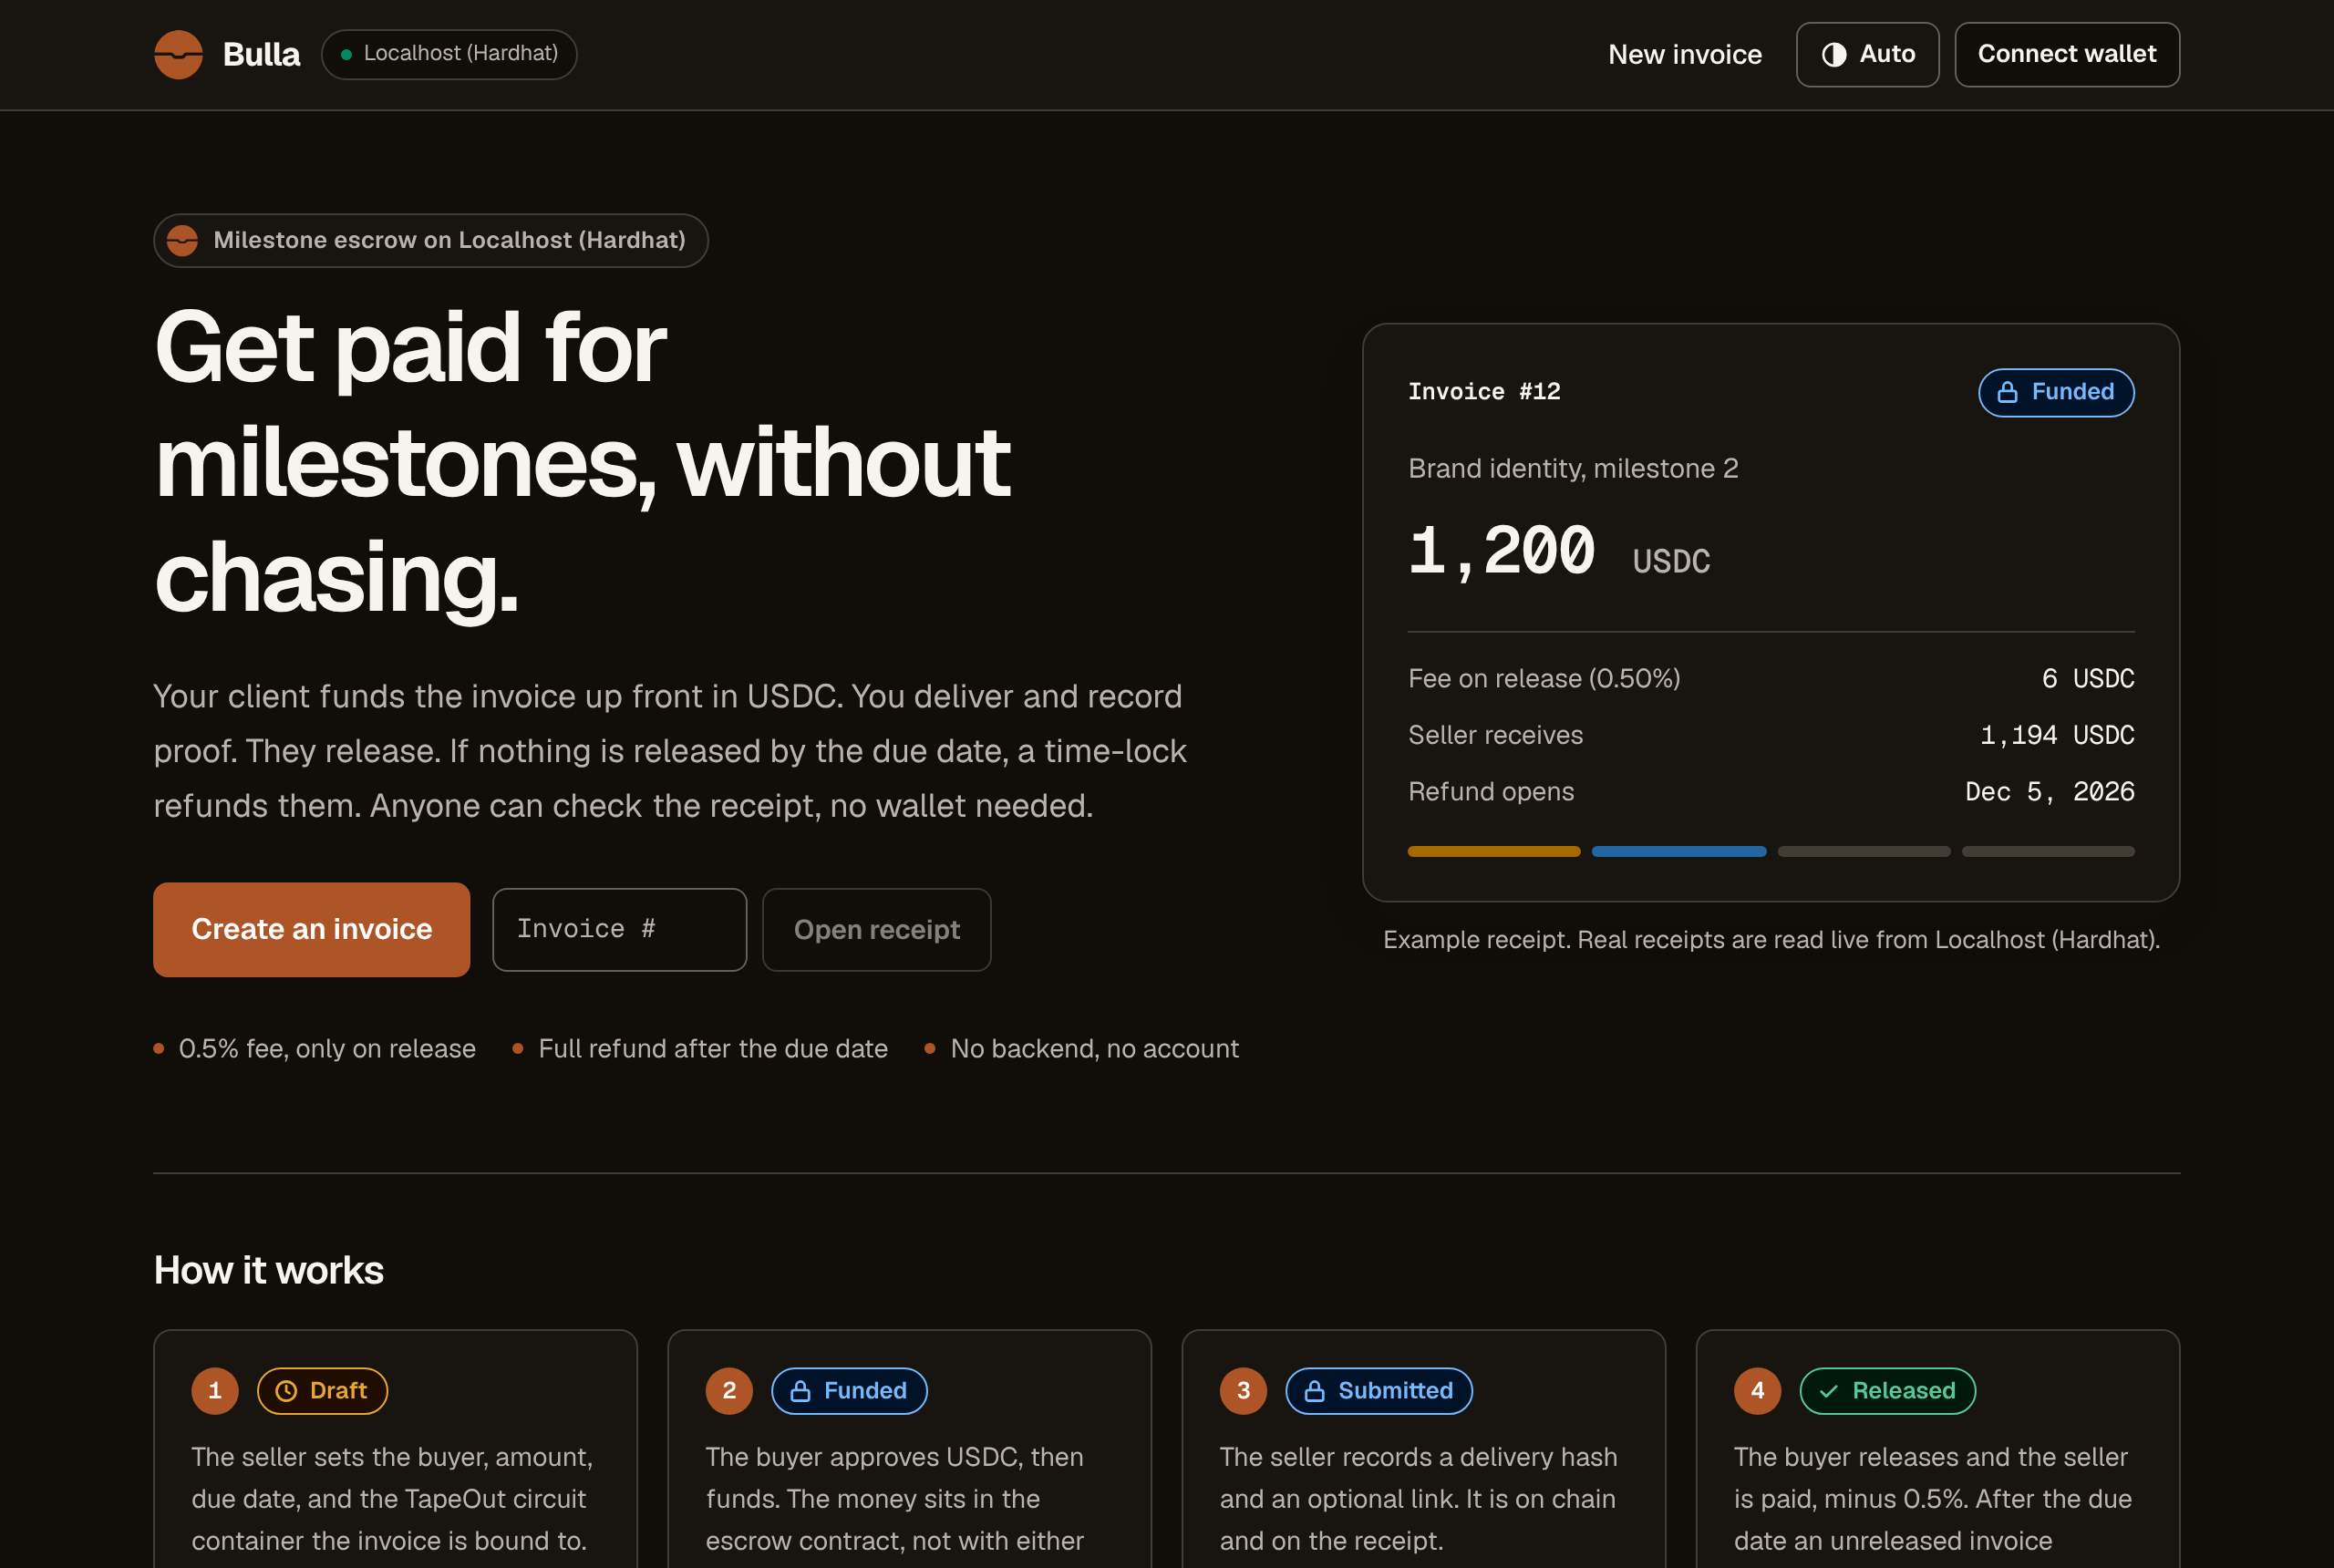 Bulla
Localhost (Hardhat)
New invoice
Auto
Connect wallet
Milestone escrow on Localhost (Hardhat)
Get paid for
milestones, without
chasing.
Your client funds the invoice up front in USDC. You deliver and record
proof. They release. If nothing is released by the due date, a time-lock
refunds them. Anyone can check the receipt, no wallet needed.
Create an invoice
Invoice #
Open receipt
0.5% fee, only on release
Full refund after the due date
No backend, no account
Invoice #12
Funded
Brand identity, milestone 2
1,200 USDC
Fee on release (0.50%) 6 USDC
Seller receives 1,194 USDC
Refund opens Dec 5, 2026
Example receipt. Real receipts are read live from Localhost (Hardhat).
How it works
1 Draft
The seller sets the buyer, amount,
due date, and the TapeOut circuit
container the invoice is bound to.
2 Funded
The buyer approves USDC, then
funds. The money sits in the
escrow contract, not with either
3 Submitted
The seller records a delivery hash
and an optional link. It is on chain
and on the receipt.
4 Released
The buyer releases and the seller
is paid, minus 0.5%. After the due
date an unreleased invoice